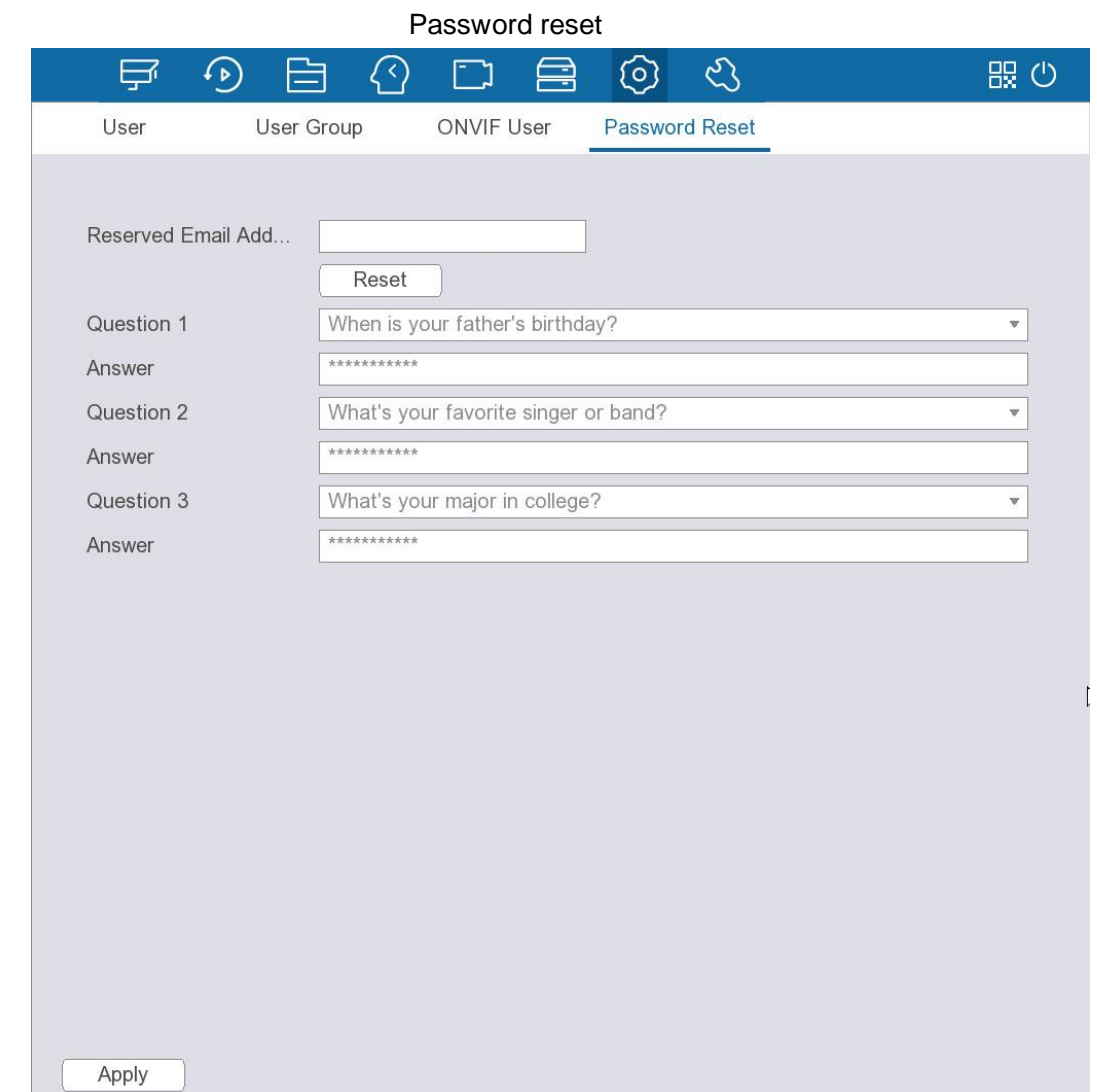 Password reset
User User Group ONVIF User Password Reset
Reserved Email Add...
Reset
Question 1 When is your father's birthday?
Answer ***********
Question 2 What's your favorite singer or band?
Answer ***********
Question 3 What's your major in college?
Answer ***********
Apply